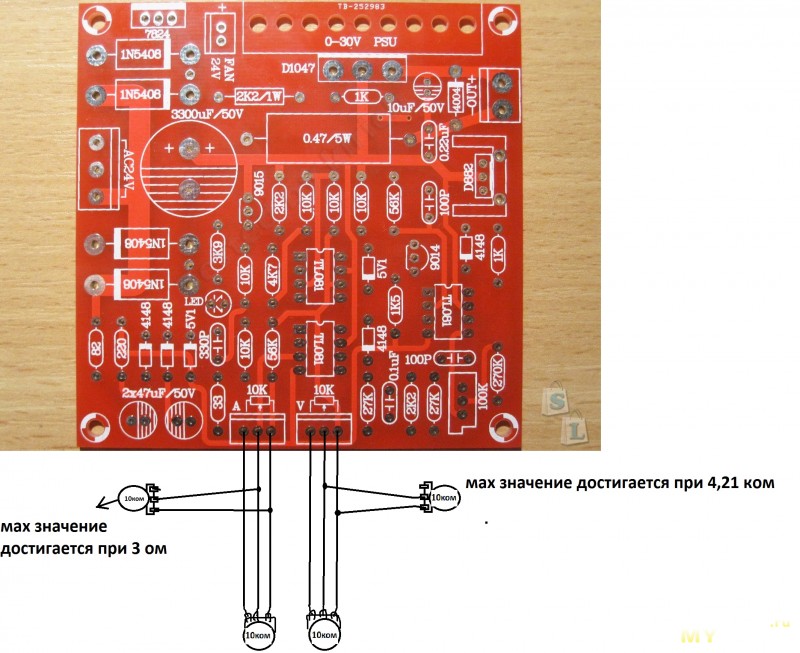 TB-252983
7824
FAN
24V
0-30V PSU
1N5408
D1047
-OUT+
1N5408
2K2/1W
1K
10uF/50V
4004
3300uF/50V
0.47/5W
0.22uF
AC24V
D882
9015
2K2
10K
10K
10K
56K
100P
1N5408
3K9
9014
4148
1K
10K
4K7
TL081
5V1
1N5408
LED
1K5
TL081
4148
4148
5V1
330P
TL081
4148
82
220
10K
56K
100P
270K
0.1uF
2x47uF/50V
33
10K
A
10K
V
27K
2K2
27K
100K
S L
10ком
мах значение
достигается при 3 ом
10ком
мах значение достигается при 4,21 ком
10ком
10ком
MY
.ru